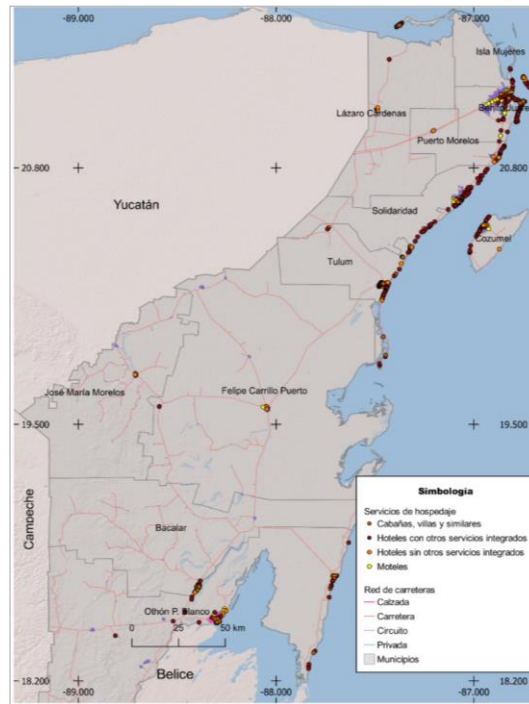 -89.000 -88.000 -87.000
Isla Mujeres
Lázaro Cárdenas
Puerto Morelos
20.800 20.800
Yucatán
Solidaridad
Cozumel
Tulum
José María Morelos
Felipe Carrillo Puerto
19.500 19.500
Campeche
Bacalar
Othón P. Blanco
0 25 50 km
Belice
18.200 18.200
-89.000 -88.000 -87.000
Simbología
Servicios de hospedaje
Cabañas, villas y similares
Hoteles con otros servicios integrados
Hoteles sin otros servicios integrados
Moteles
Red de carreteras
Calzada
Carretera
Circuito
Privada
Municipios